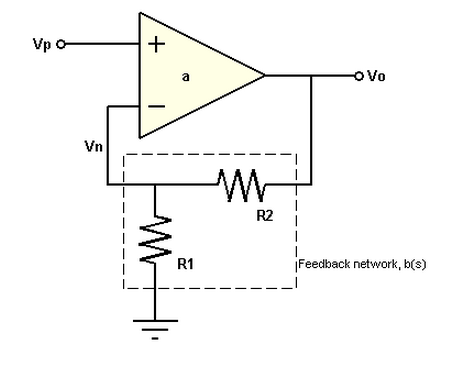 Vp
+
a
Vo
−
Vn
R2
R1
Feedback network, b(s)